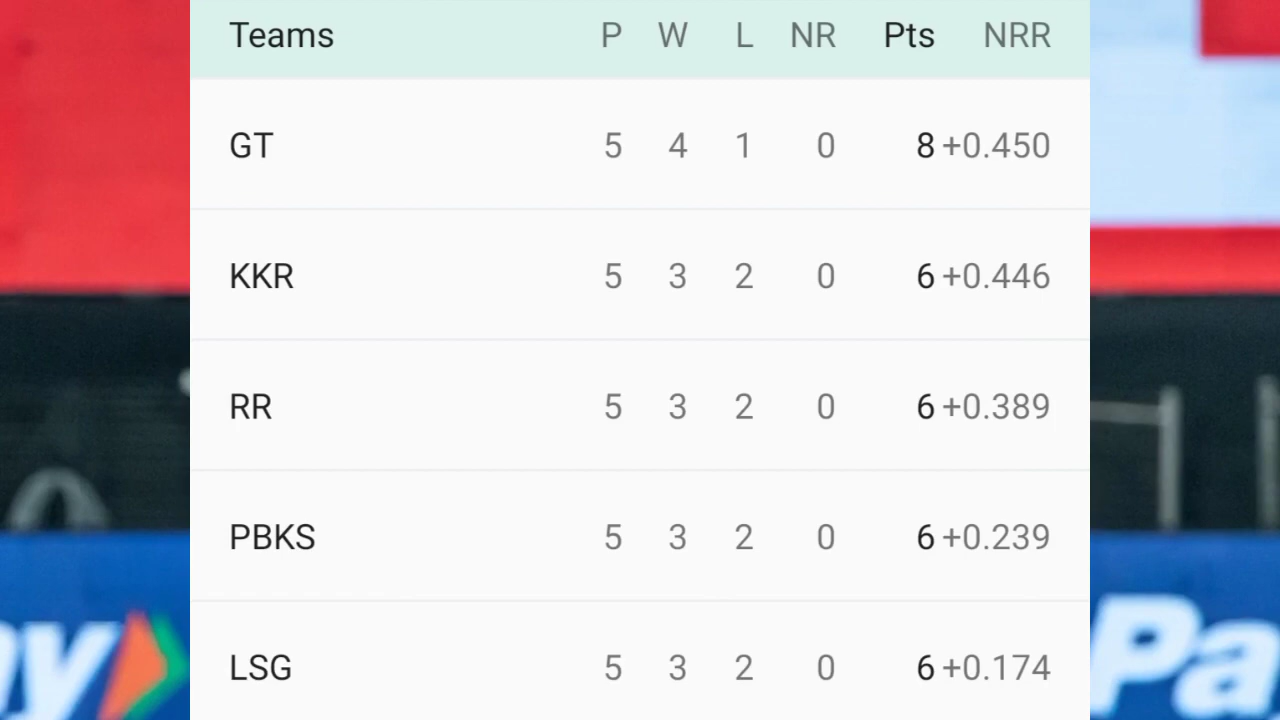 Teams P W L NR Pts NRR
GT 5 4 1 0 8 +0.450
KKR 5 3 2 0 6 +0.446
RR 5 3 2 0 6 +0.389
PBKS 5 3 2 0 6 +0.239
LSG 5 3 2 0 6 +0.174
ay Pa